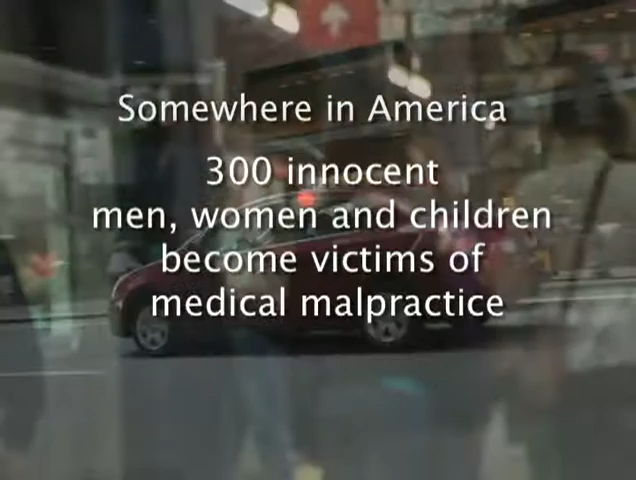 Somewhere in America
300 innocent
men, women and children
become victims of
medical malpractice